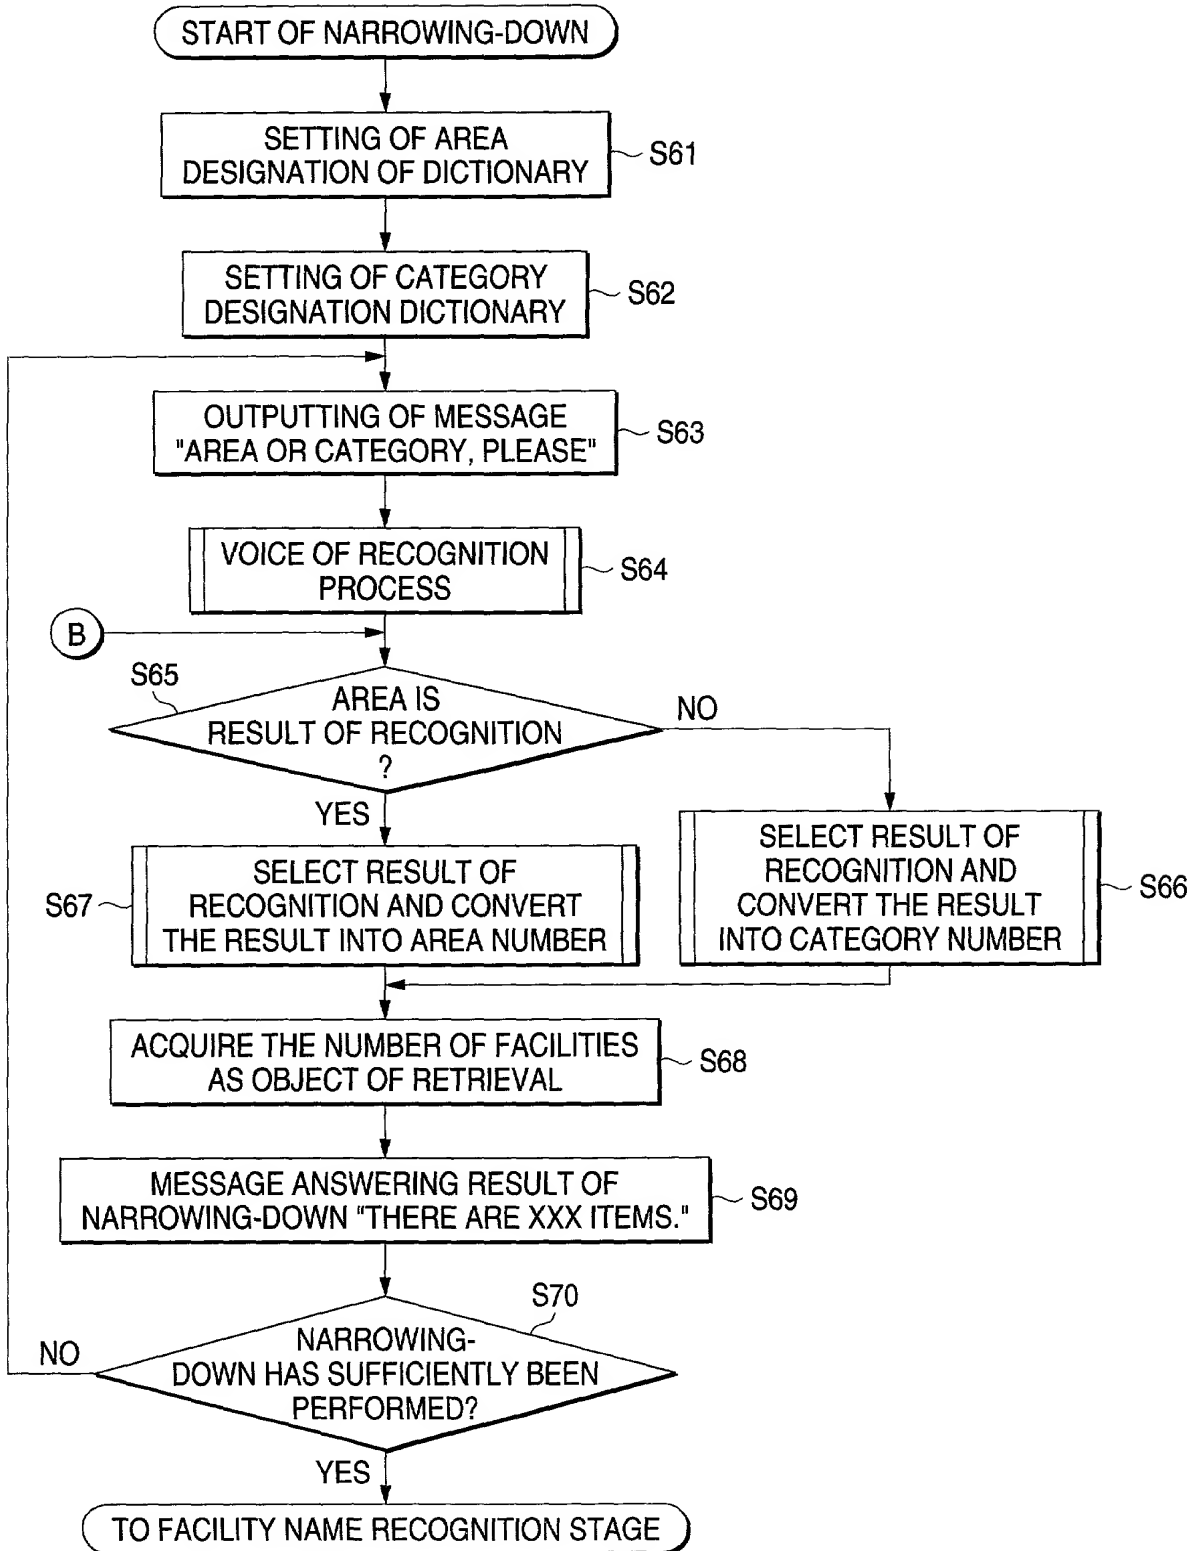 START OF NARROWING-DOWN
SETTING OF AREA
DESIGNATION OF DICTIONARY
S61
SETTING OF CATEGORY
DESIGNATION DICTIONARY
S62
OUTPUTTING OF MESSAGE
"AREA OR CATEGORY, PLEASE"
S63
VOICE OF RECOGNITION
PROCESS
S64
B
S65
AREA IS
RESULT OF RECOGNITION
?
NO
YES
SELECT RESULT OF
RECOGNITION AND
CONVERT THE RESULT
INTO CATEGORY NUMBER
S66
S67
SELECT RESULT OF
RECOGNITION AND CONVERT
THE RESULT INTO AREA NUMBER
ACQUIRE THE NUMBER OF FACILITIES
AS OBJECT OF RETRIEVAL
S68
MESSAGE ANSWERING RESULT OF
NARROWING-DOWN "THERE ARE XXX ITEMS."
S69
S70
NARROWING-
DOWN HAS SUFFICIENTLY BEEN
PERFORMED?
NO
YES
TO FACILITY NAME RECOGNITION STAGE